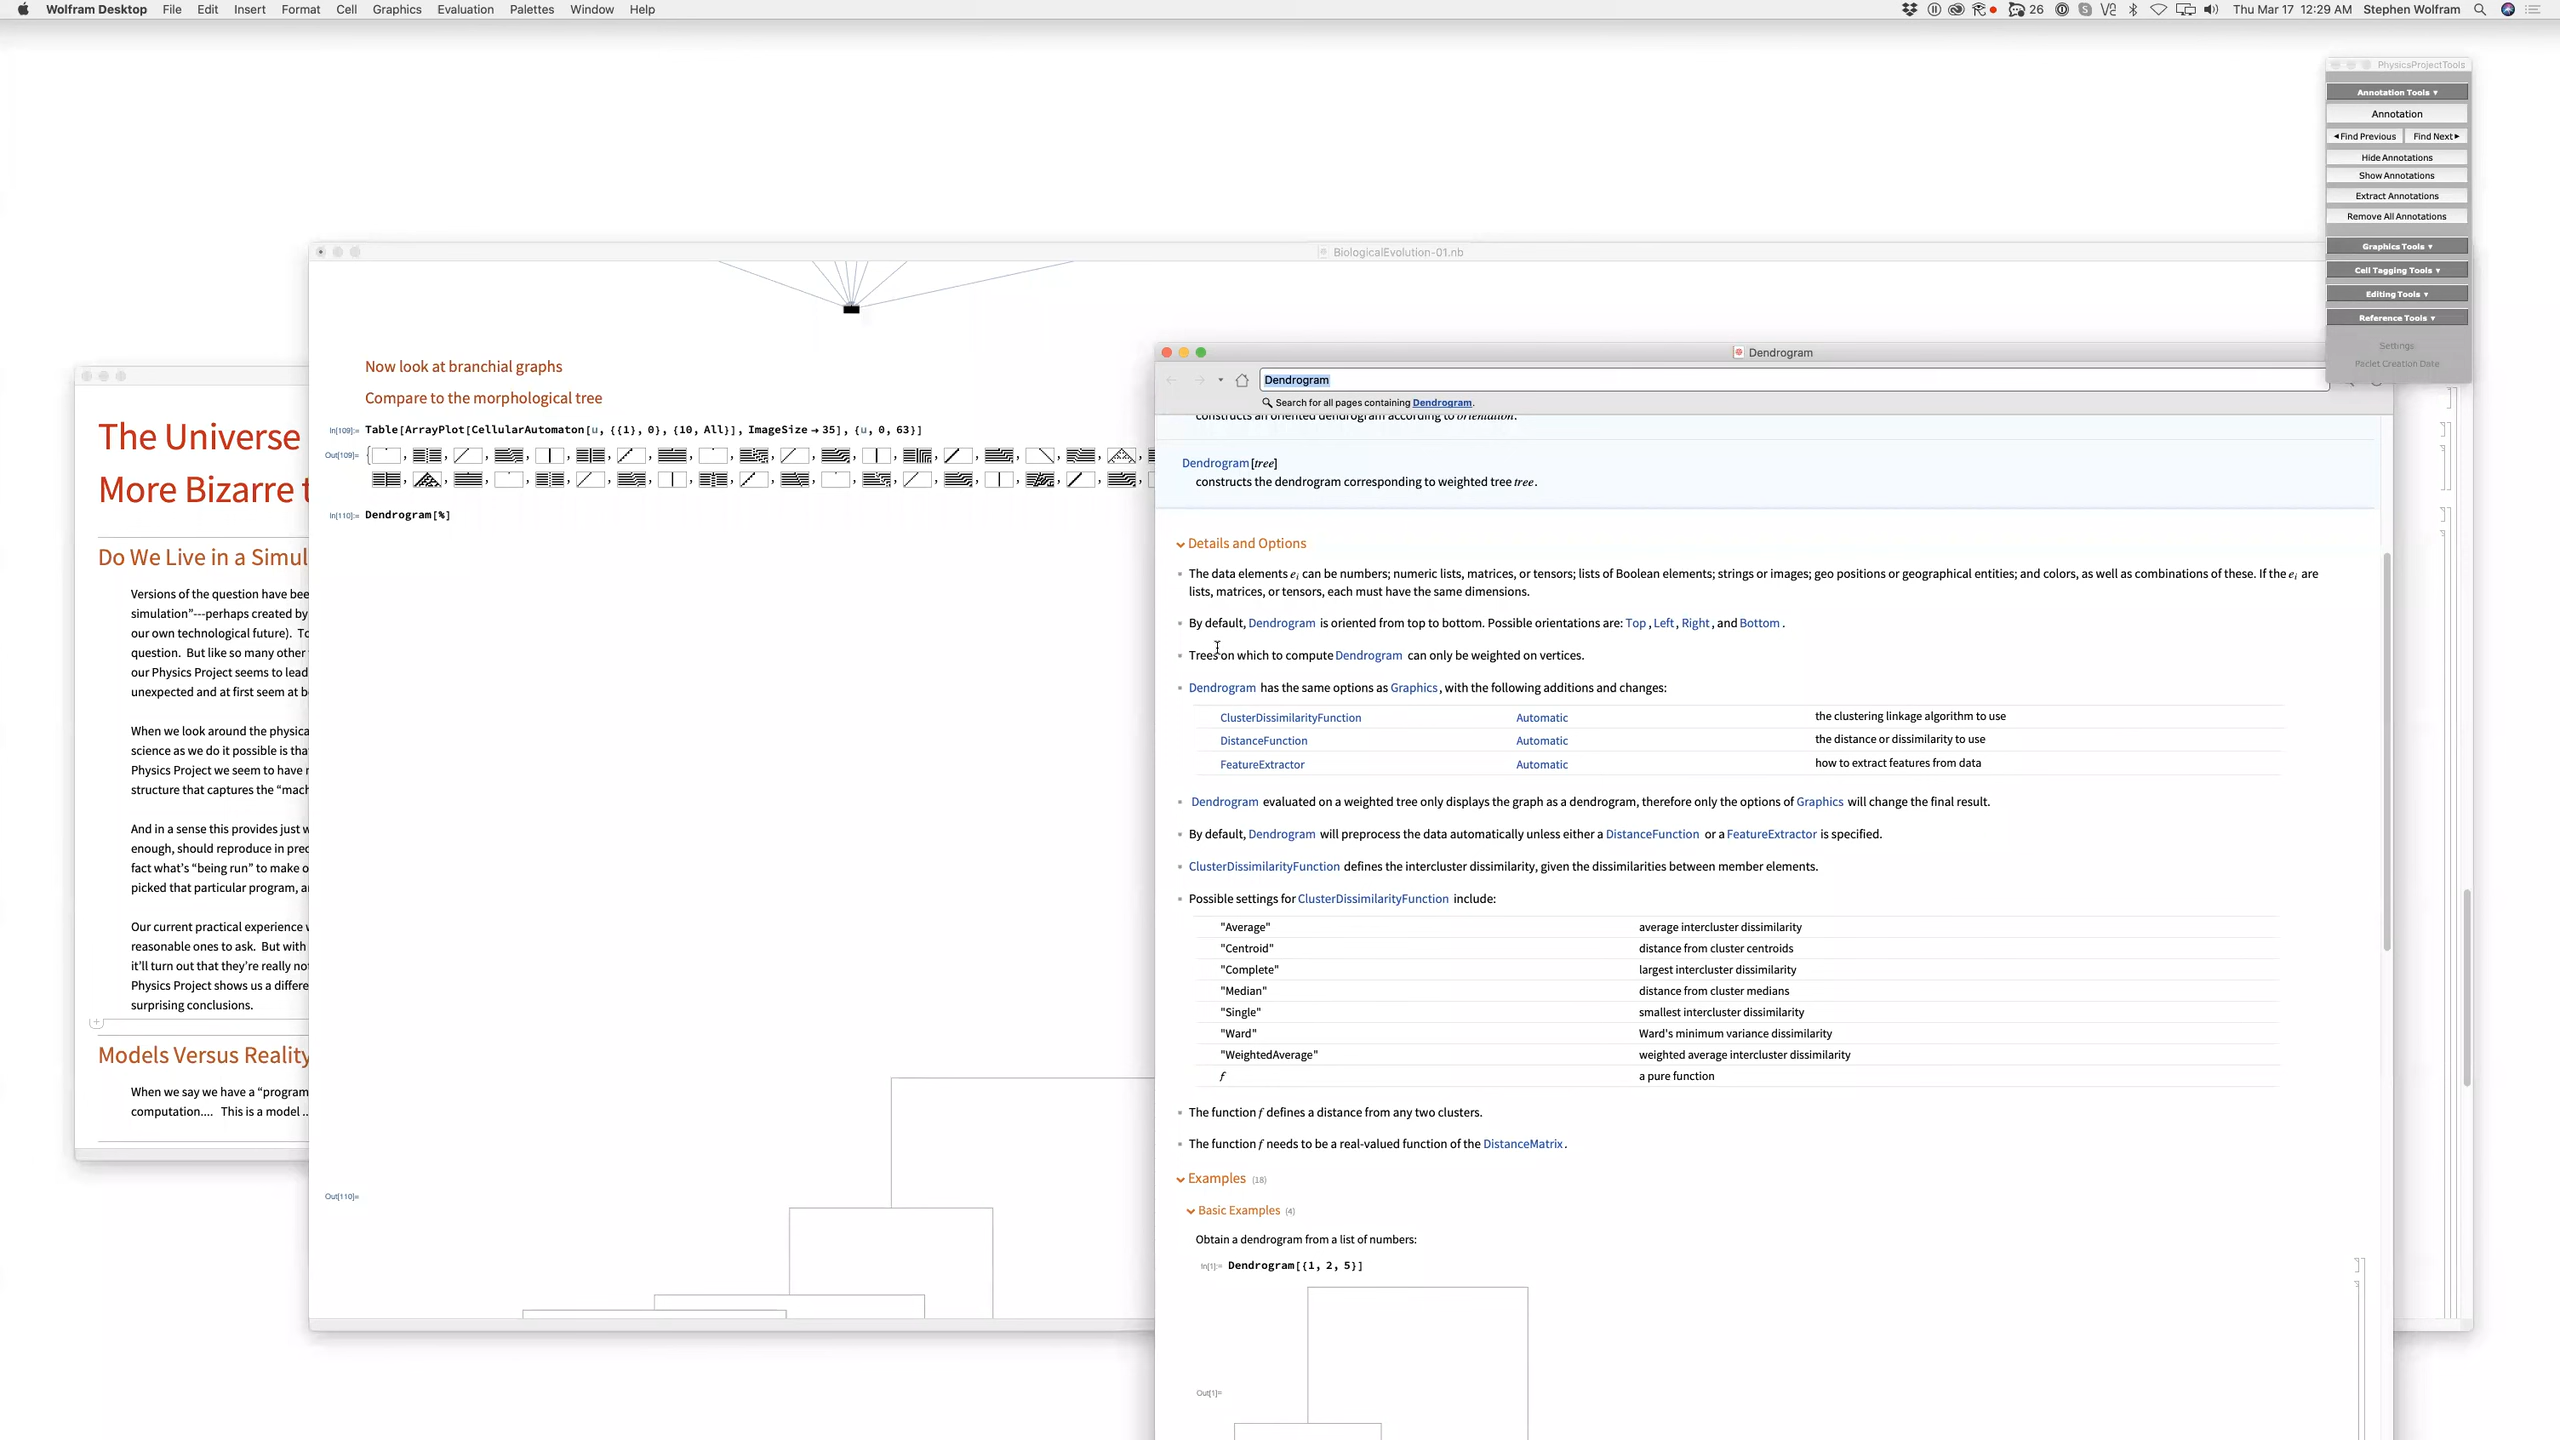 Wolfram Desktop File Edit Insert Format Cell Graphics Evaluation Palettes Window Help
26 Thu Mar 17 12:29 AM Stephen Wolfram
PhysicsProjectTools
Annotation Tools ▾
Annotation
◂Find Previous Find Next▸
Hide Annotations
Show Annotations
Extract Annotations
Remove All Annotations
Graphics Tools ▾
Cell Tagging Tools ▾
Editing Tools ▾
Reference Tools ▾
Settings
Paclet Creation Date
The Universe
More Bizarre t
Do We Live in a Simul
Versions of the question have bee
simulation"---perhaps created by
our own technological future). To
question. But like so many other
our Physics Project seems to lead
unexpected and at first seem at b
When we look around the physica
science as we do it possible is tha
Physics Project we seem to have r
structure that captures the “mach
And in a sense this provides just w
enough, should reproduce in prec
fact what’s “being run” to make o
picked that particular program, a
Our current practical experience w
reasonable ones to ask. But with
it’ll turn out that they’re really no
Physics Project shows us a differe
surprising conclusions.
Models Versus Reality
When we say we have a “program
computation.... This is a model ..
BiologicalEvolution-01.nb
Now look at branchial graphs
Compare to the morphological tree
In[109]:= Table[ArrayPlot[CellularAutomaton[u, {{1}, 0}, {10, All}], ImageSize → 35], {u, 0, 63}]
Out[109]=
In[110]:= Dendrogram[%]
Out[110]=
Dendrogram
Dendrogram
Search for all pages containing Dendrogram.
constructs an oriented dendrogram according to orientation.
Dendrogram[tree]
constructs the dendrogram corresponding to weighted tree tree.
Details and Options
The data elements eᵢ can be numbers; numeric lists, matrices, or tensors; lists of Boolean elements; strings or images; geo positions or geographical entities; and colors, as well as combinations of these. If the eᵢ are
lists, matrices, or tensors, each must have the same dimensions.
By default, Dendrogram is oriented from top to bottom. Possible orientations are: Top, Left, Right, and Bottom.
Trees on which to compute Dendrogram can only be weighted on vertices.
Dendrogram has the same options as Graphics, with the following additions and changes:
ClusterDissimilarityFunction Automatic the clustering linkage algorithm to use
DistanceFunction Automatic the distance or dissimilarity to use
FeatureExtractor Automatic how to extract features from data
Dendrogram evaluated on a weighted tree only displays the graph as a dendrogram, therefore only the options of Graphics will change the final result.
By default, Dendrogram will preprocess the data automatically unless either a DistanceFunction or a FeatureExtractor is specified.
ClusterDissimilarityFunction defines the intercluster dissimilarity, given the dissimilarities between member elements.
Possible settings for ClusterDissimilarityFunction include:
"Average" average intercluster dissimilarity
"Centroid" distance from cluster centroids
"Complete" largest intercluster dissimilarity
"Median" distance from cluster medians
"Single" smallest intercluster dissimilarity
"Ward" Ward's minimum variance dissimilarity
"WeightedAverage" weighted average intercluster dissimilarity
f a pure function
The function f defines a distance from any two clusters.
The function f needs to be a real-valued function of the DistanceMatrix.
Examples (18)
Basic Examples (4)
Obtain a dendrogram from a list of numbers:
In[1]:= Dendrogram[{1, 2, 5}]
Out[1]=